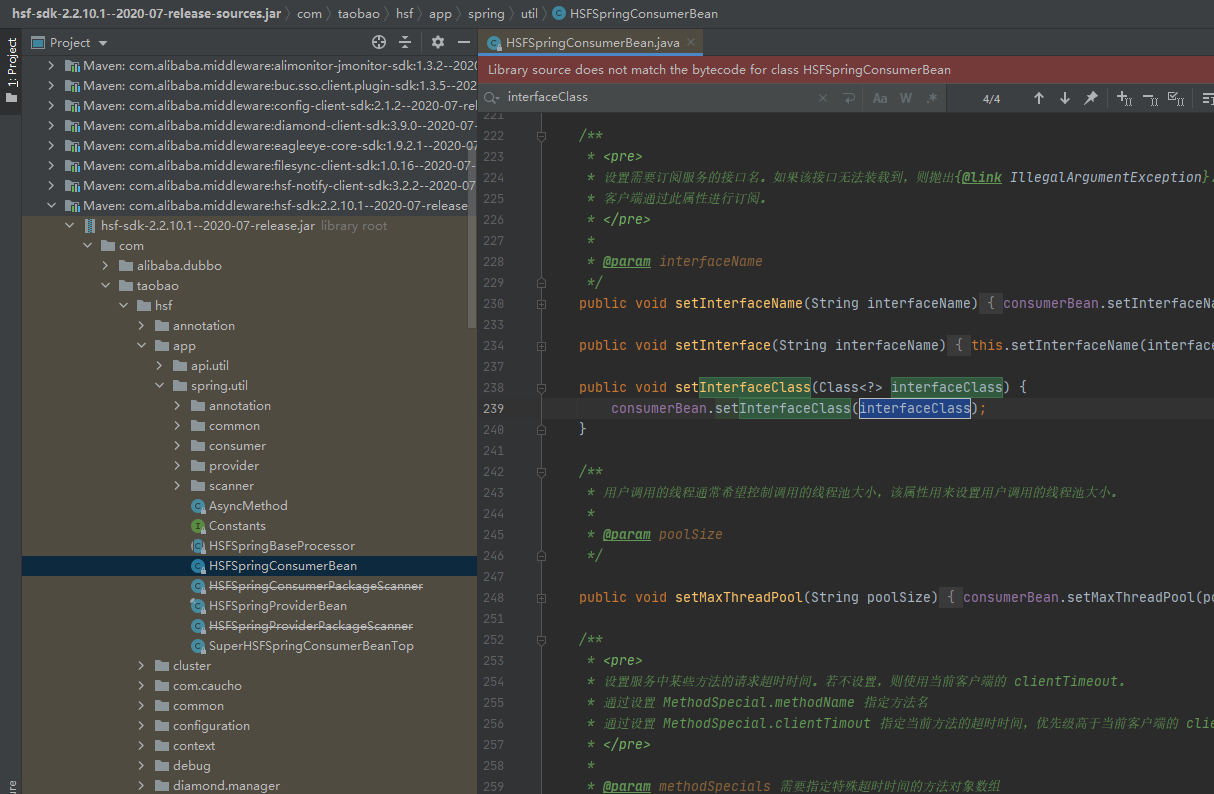 hsf-sdk-2.2.10.1--2020-07-release-sources.jar com taobao hsf app spring util HSFSpringConsumerBean
1: Project
Project
Maven: com.alibaba.middleware:alimonitor-jmonitor-sdk:1.3.2--2020
Maven: com.alibaba.middleware:buc.sso.client.plugin-sdk:1.3.5--202
Maven: com.alibaba.middleware:config-client-sdk:2.1.2--2020-07-rel
Maven: com.alibaba.middleware:diamond-client-sdk:3.9.0--2020-07-
Maven: com.alibaba.middleware:eagleeye-core-sdk:1.9.2.1--2020-07
Maven: com.alibaba.middleware:filesync-client-sdk:1.0.16--2020-07-
Maven: com.alibaba.middleware:hsf-notify-client-sdk:3.2.2--2020-07
Maven: com.alibaba.middleware:hsf-sdk:2.2.10.1--2020-07-release
hsf-sdk-2.2.10.1--2020-07-release.jar library root
com
alibaba.dubbo
taobao
hsf
annotation
app
api.util
spring.util
annotation
common
consumer
provider
scanner
AsyncMethod
Constants
HSFSpringBaseProcessor
HSFSpringConsumerBean
HSFSpringConsumerPackageScanner
HSFSpringProviderBean
HSFSpringProviderPackageScanner
SuperHSFSpringConsumerBeanTop
cluster
com.caucho
common
configuration
context
debug
diamond.manager
HSFSpringConsumerBean.java
Library source does not match the bytecode for class HSFSpringConsumerBean
interfaceClass Aa W .* 4/4
221
222 /**
223 * <pre>
224 * 设置需要订阅服务的接口名。如果该接口无法装载到，则抛出{@link IllegalArgumentException}.
225 * 客户端通过此属性进行订阅。
226 * </pre>
227 *
228 * @param interfaceName
229 */
230 public void setInterfaceName(String interfaceName) { consumerBean.setInterfaceNa
233
234 public void setInterface(String interfaceName) { this.setInterfaceName(interfac
237
238 public void setInterfaceClass(Class<?> interfaceClass) {
239 consumerBean.setInterfaceClass(interfaceClass);
240 }
241
242 /**
243 * 用户调用的线程通常希望控制调用的线程池大小，该属性用来设置用户调用的线程池大小。
244 *
245 * @param poolSize
246 */
247
248 public void setMaxThreadPool(String poolSize) { consumerBean.setMaxThreadPool(po
251
252 /**
253 * <pre>
254 * 设置服务中某些方法的请求超时时间。若不设置，则使用当前客户端的 clientTimeout.
255 * 通过设置 MethodSpecial.methodName 指定方法名
256 * 通过设置 MethodSpecial.clientTimout 指定当前方法的超时时间，优先级高于当前客户端的 clie
257 * </pre>
258 *
259 * @param methodSpecials 需要指定特殊超时时间的方法对象数组